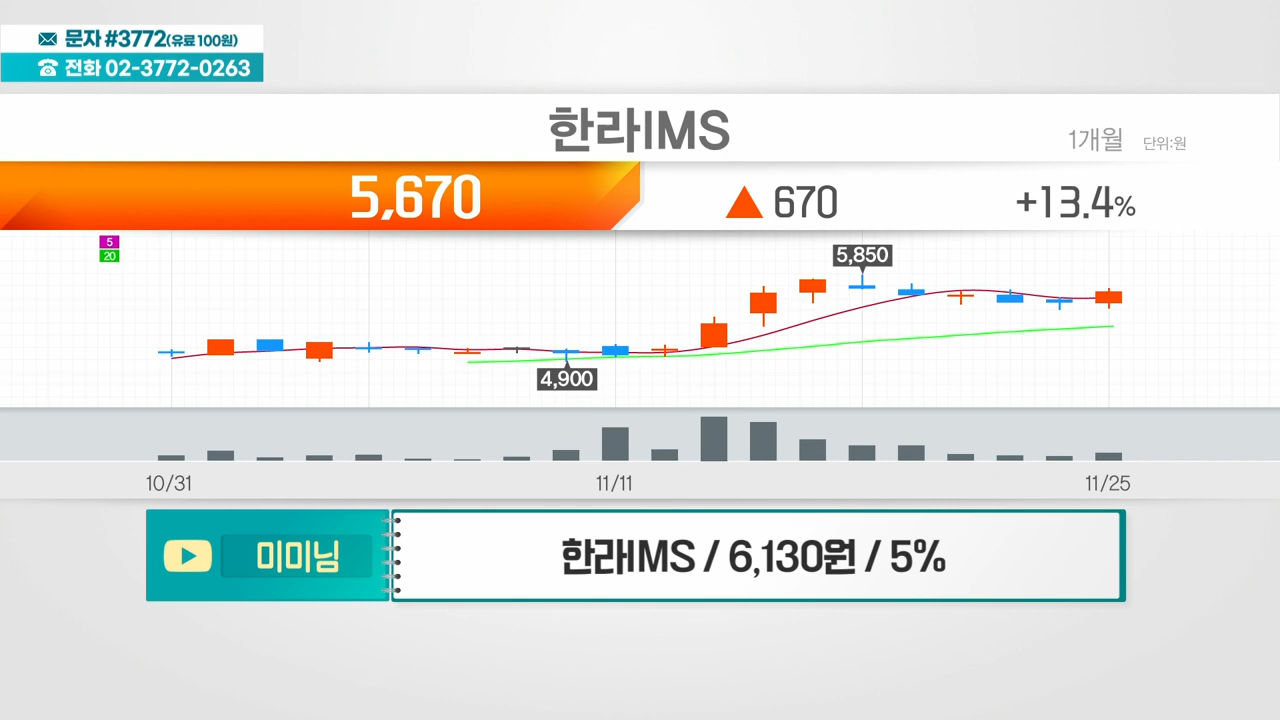 문자 #3772(유료 100원)
전화 02-3772-0263
한라IMS
1개월 단위:원
5,670 ▲ 670 +13.4%
5
20
5,850
4,900
10/31 11/11 11/25
미미님 한라IMS / 6,130원 / 5%